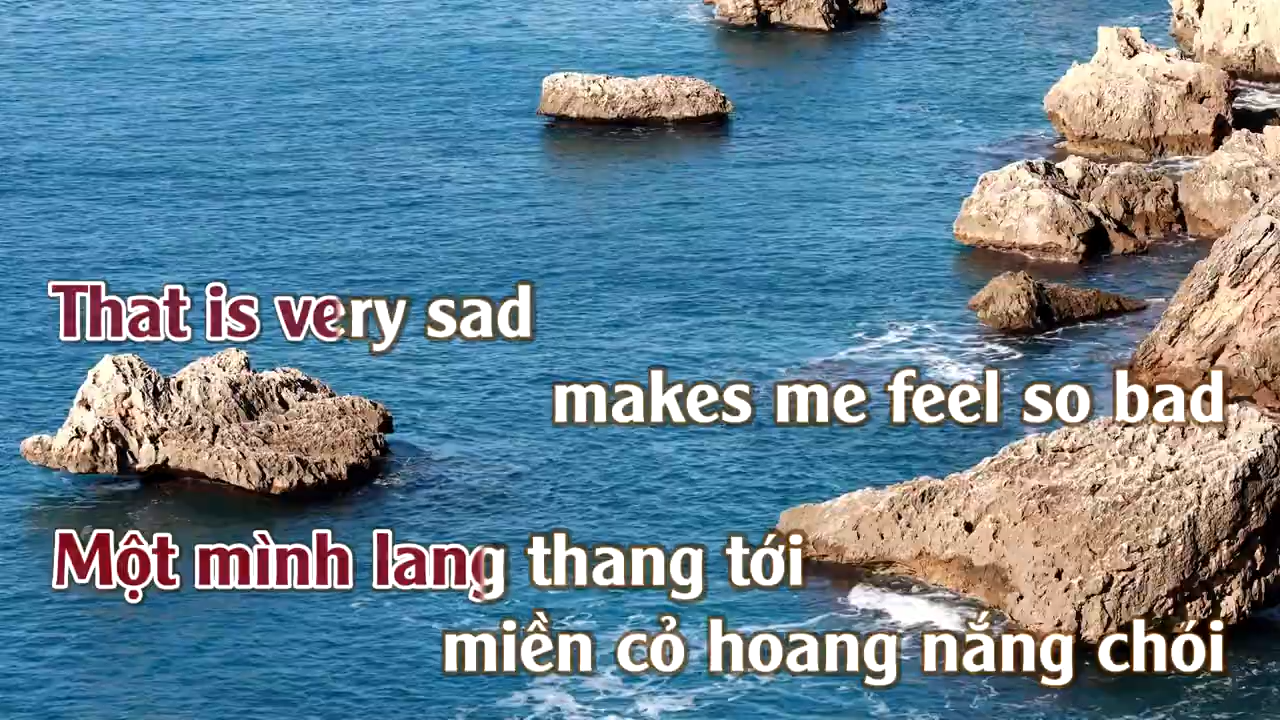 That is very sad
makes me feel so bad
Một mình lang thang tới
miền cỏ hoang nắng chói